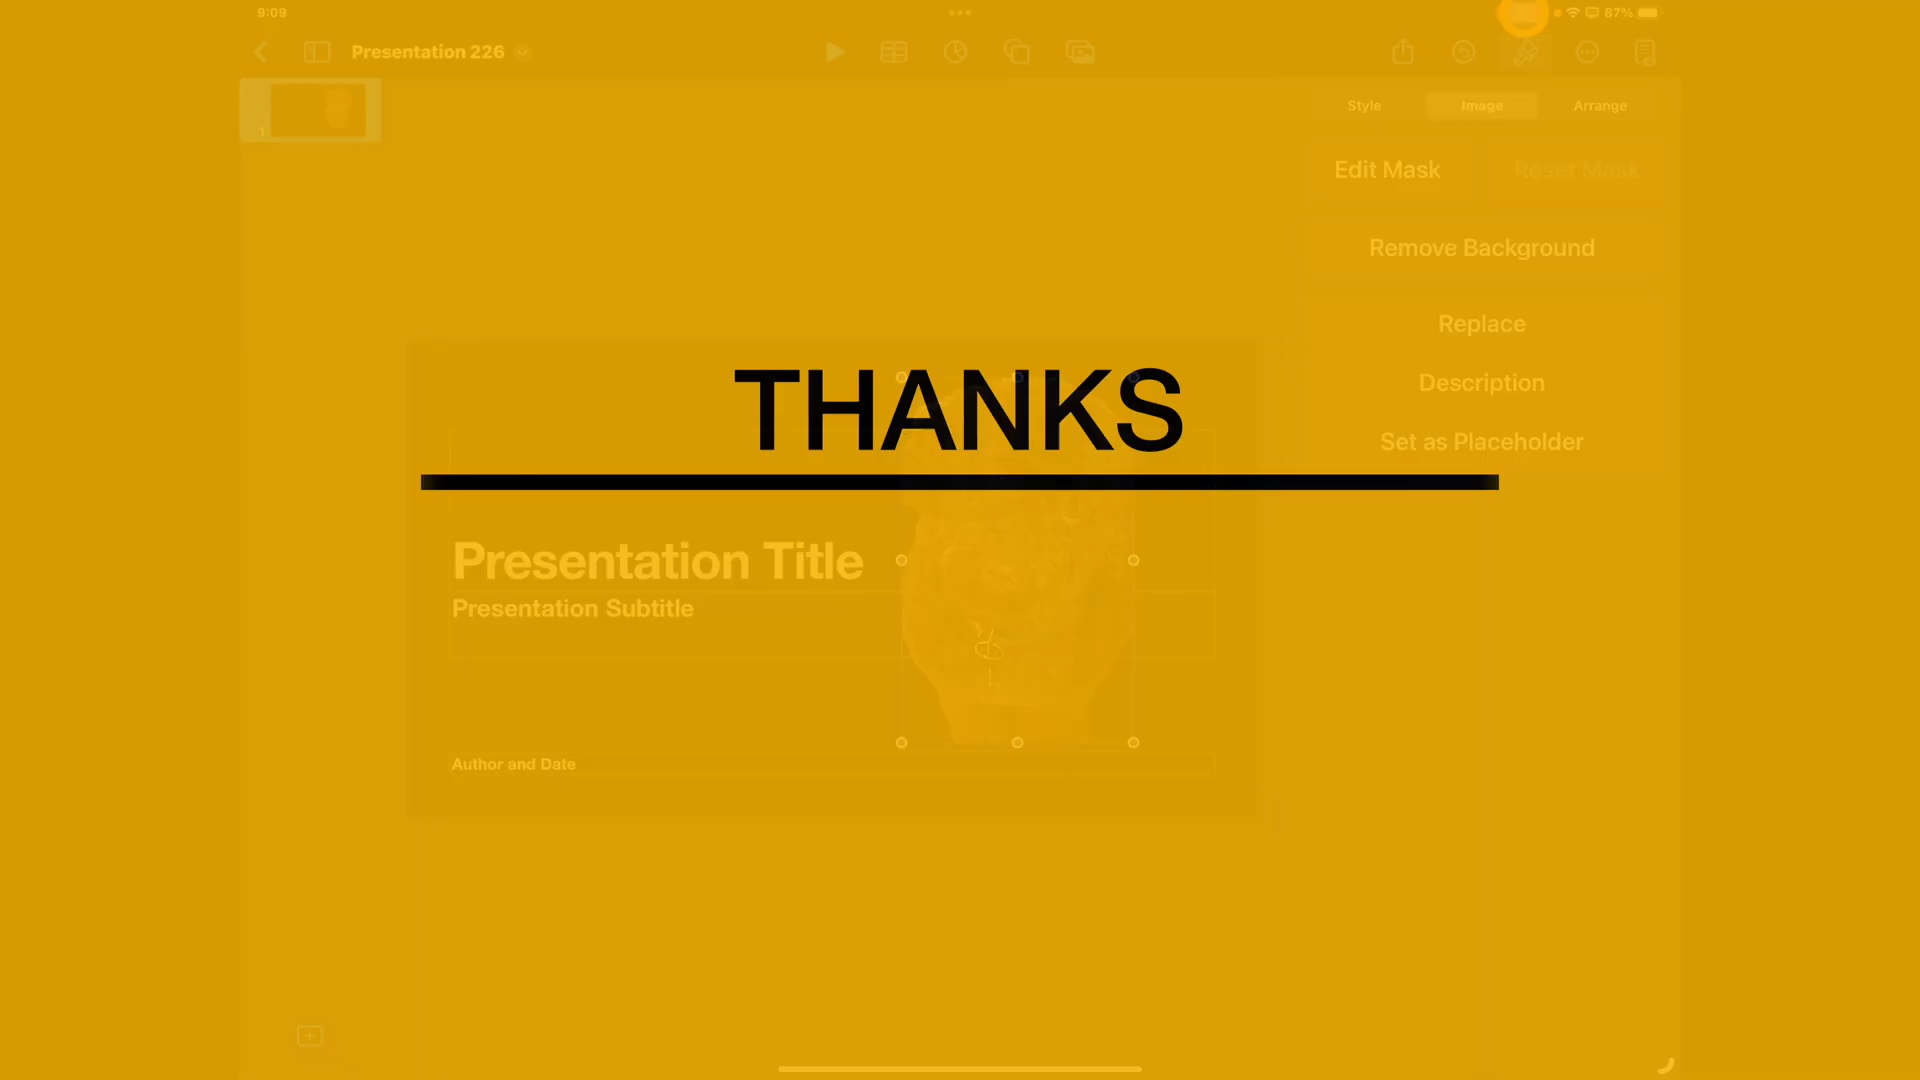 9:09
87%
Presentation 226
1
Style
Image
Arrange
Edit Mask
Reset Mask
Remove Background
Replace
Description
Set as Placeholder
THANKS
Presentation Title
Presentation Subtitle
Author and Date